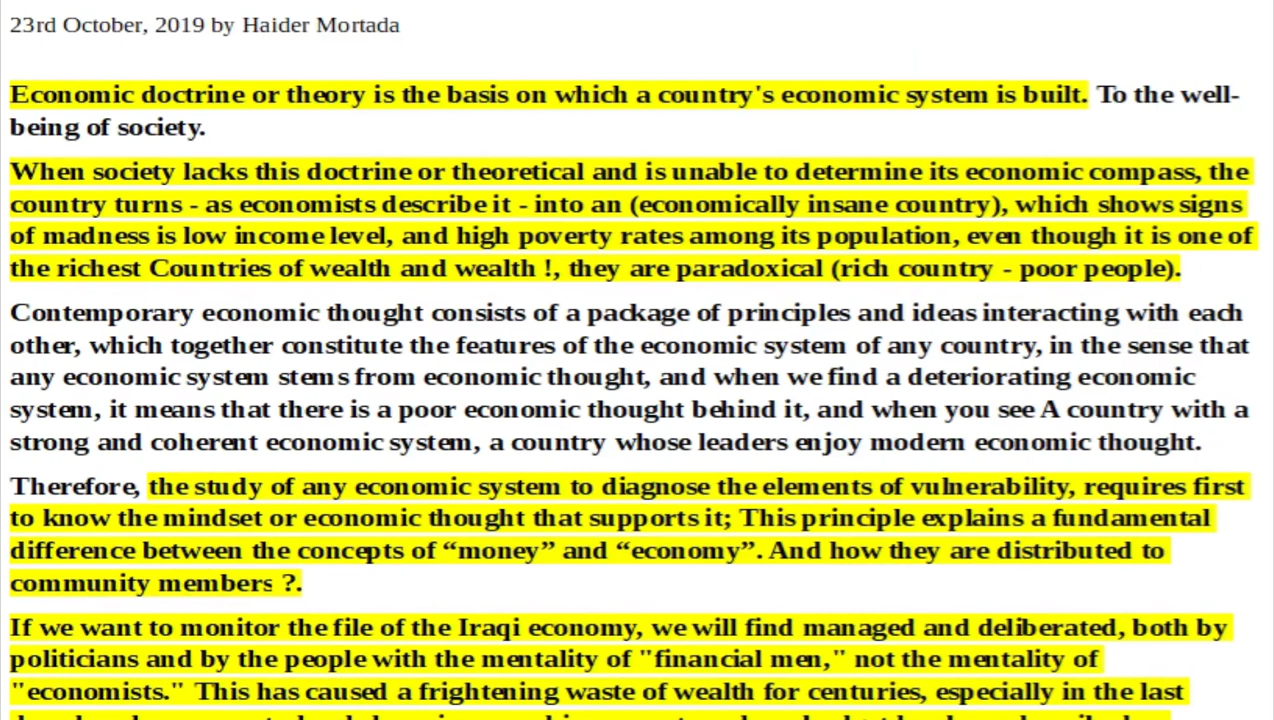 23rd October, 2019 by Haider Mortada
Economic doctrine or theory is the basis on which a country's economic system is built. To the well-
being of society.
When society lacks this doctrine or theoretical and is unable to determine its economic compass, the
country turns - as economists describe it - into an (economically insane country), which shows signs
of madness is low income level, and high poverty rates among its population, even though it is one of
the richest Countries of wealth and wealth !, they are paradoxical (rich country - poor people).
Contemporary economic thought consists of a package of principles and ideas interacting with each
other, which together constitute the features of the economic system of any country, in the sense that
any economic system stems from economic thought, and when we find a deteriorating economic
system, it means that there is a poor economic thought behind it, and when you see A country with a
strong and coherent economic system, a country whose leaders enjoy modern economic thought.
Therefore, the study of any economic system to diagnose the elements of vulnerability, requires first
to know the mindset or economic thought that supports it; This principle explains a fundamental
difference between the concepts of “money” and “economy”. And how they are distributed to
community members ?.
If we want to monitor the file of the Iraqi economy, we will find managed and deliberated, both by
politicians and by the people with the mentality of "financial men," not the mentality of
"economists." This has caused a frightening waste of wealth for centuries, especially in the last